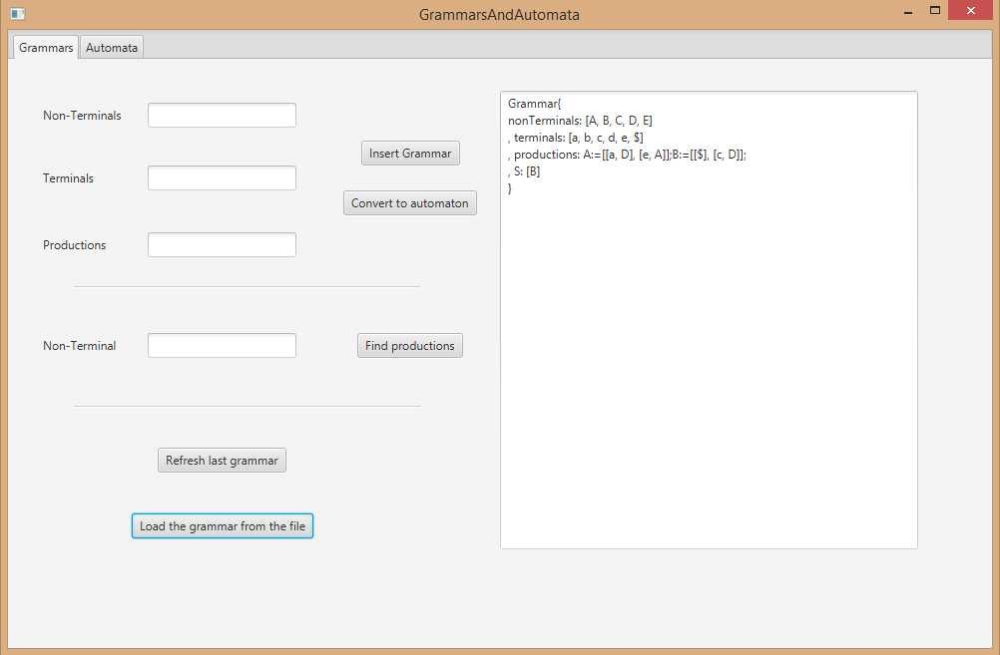 GrammarsAndAutomata
Grammars
Automata
Non-Terminals
Insert Grammar
Terminals
Convert to automaton
Productions
Non-Terminal
Find productions
Refresh last grammar
Load the grammar from the file
Grammar{
nonTerminals: [A, B, C, D, E]
, terminals: [a, b, c, d, e, $]
, productions: A:=[[a, D], [e, A]];B:=[[$], [c, D]];
, S: [B]
}